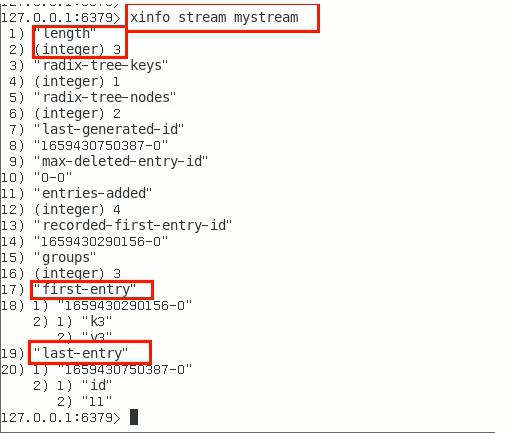 127.0.0.1:6379> xinfo stream mystream
1) "length"
2) (integer) 3
3) "radix-tree-keys"
4) (integer) 1
5) "radix-tree-nodes"
6) (integer) 2
7) "last-generated-id"
8) "1659430750387-0"
9) "max-deleted-entry-id"
10) "0-0"
11) "entries-added"
12) (integer) 4
13) "recorded-first-entry-id"
14) "1659430290156-0"
15) "groups"
16) (integer) 3
17) "first-entry"
18) 1) "1659430290156-0"
2) 1) "k3"
2) "v3"
19) "last-entry"
20) 1) "1659430750387-0"
2) 1) "id"
2) "11"
127.0.0.1:6379>